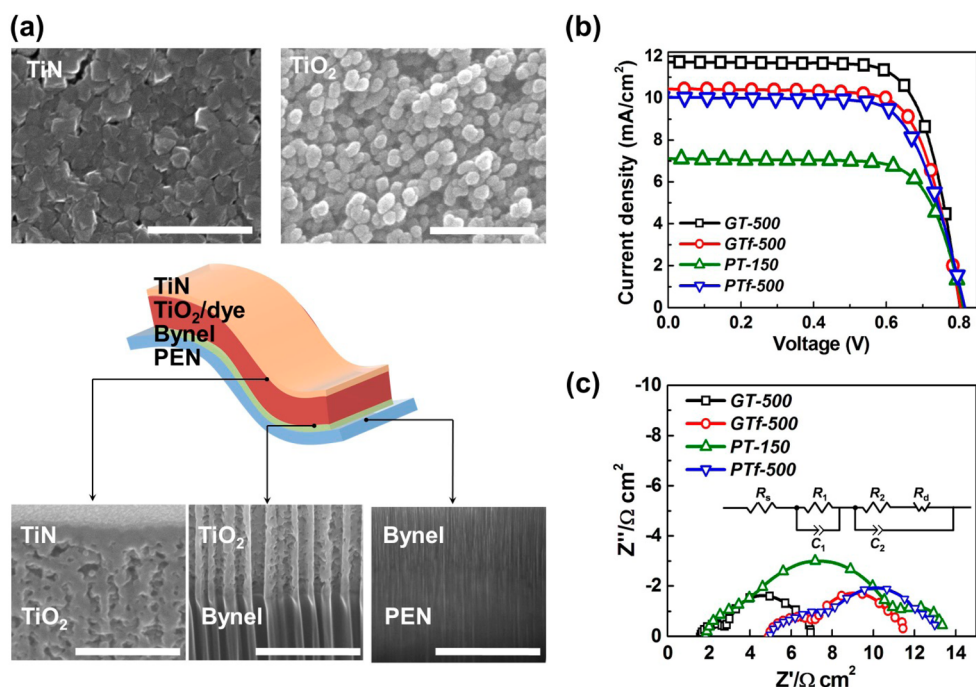 (a)
TiN
TiO2
TiN
TiO2/dye
Bynel
PEN
TiN
TiO2
TiO2
Bynel
Bynel
PEN
(b)
Current density (mA/cm2)
12
10
8
6
4
2
0
GT-500
GTf-500
PT-150
PTf-500
0.0 0.2 0.4 0.6 0.8
Voltage (V)
(c)
Z''/Ω cm2
-10
-8
-6
-4
-2
0
GT-500
GTf-500
PT-150
PTf-500
Rs R1 R2 Rd
C1 C2
0 2 4 6 8 10 12 14
Z'/Ω cm2